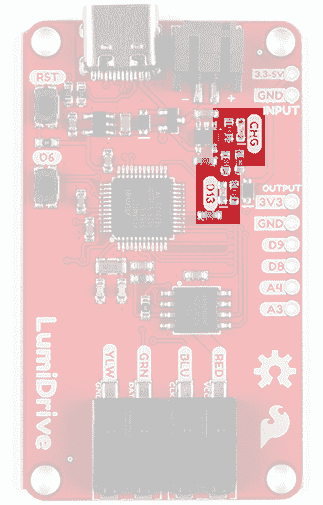 RST
3.3-5V
GND
INPUT
CHG
D6
D13
OUTPUT
3V3
GND
D9
D8
A4
A3
LumiDrive
YLW
GRN
BLU
RED